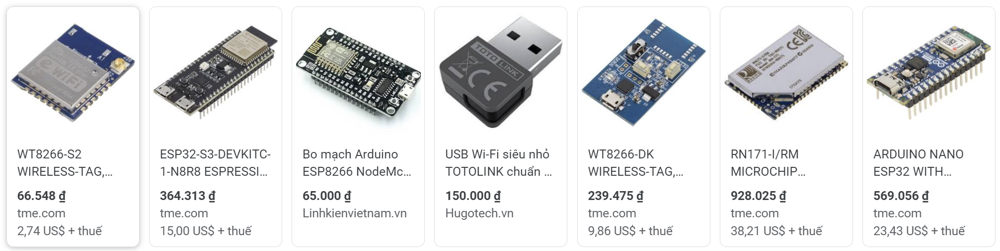 WT8266-S2
WIRELESS-TAG,...
66.548 ₫
tme.com
2,74 US$ + thuế
ESP32-S3-DEVKITC-
1-N8R8 ESPRESSI...
364.313 ₫
tme.com
15,00 US$ + thuế
Bo mạch Arduino
ESP8266 NodeMc...
65.000 ₫
Linhkienvietnam.vn
TOTO LINK
USB Wi-Fi siêu nhỏ
TOTOLINK chuẩn ...
150.000 ₫
Hugotech.vn
WT8266-DK
WIRELESS-TAG,...
239.475 ₫
tme.com
9,86 US$ + thuế
RN171-I/RM
MICROCHIP...
928.025 ₫
tme.com
38,21 US$ + thuế
ARDUINO NANO
ESP32 WITH...
569.056 ₫
tme.com
23,43 US$ + thuế